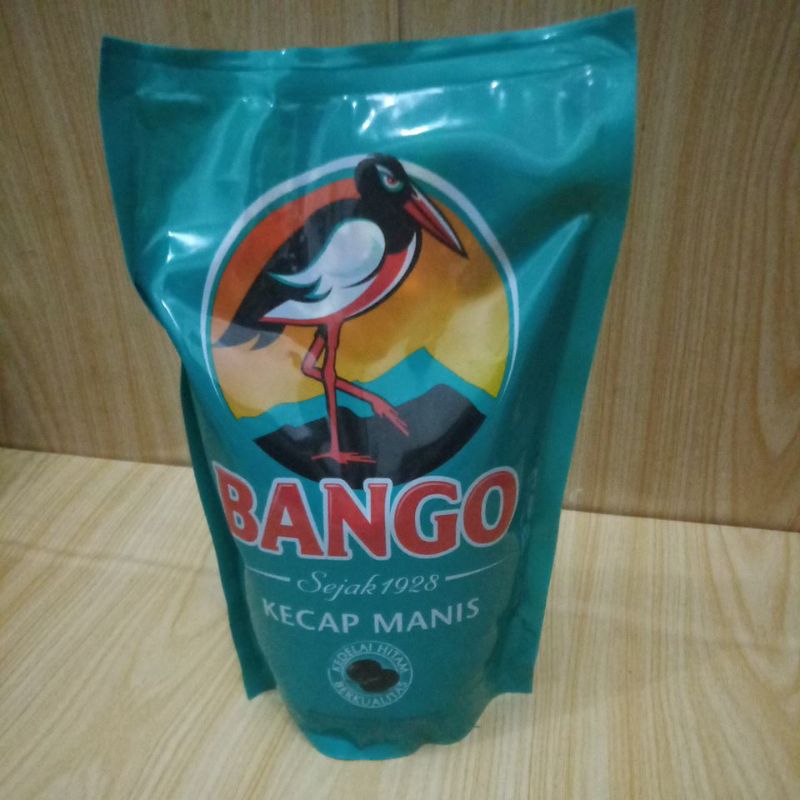 BANGO
Sejak 1928
KECAP MANIS
KEDELAI HITAM
BERKUALITAS